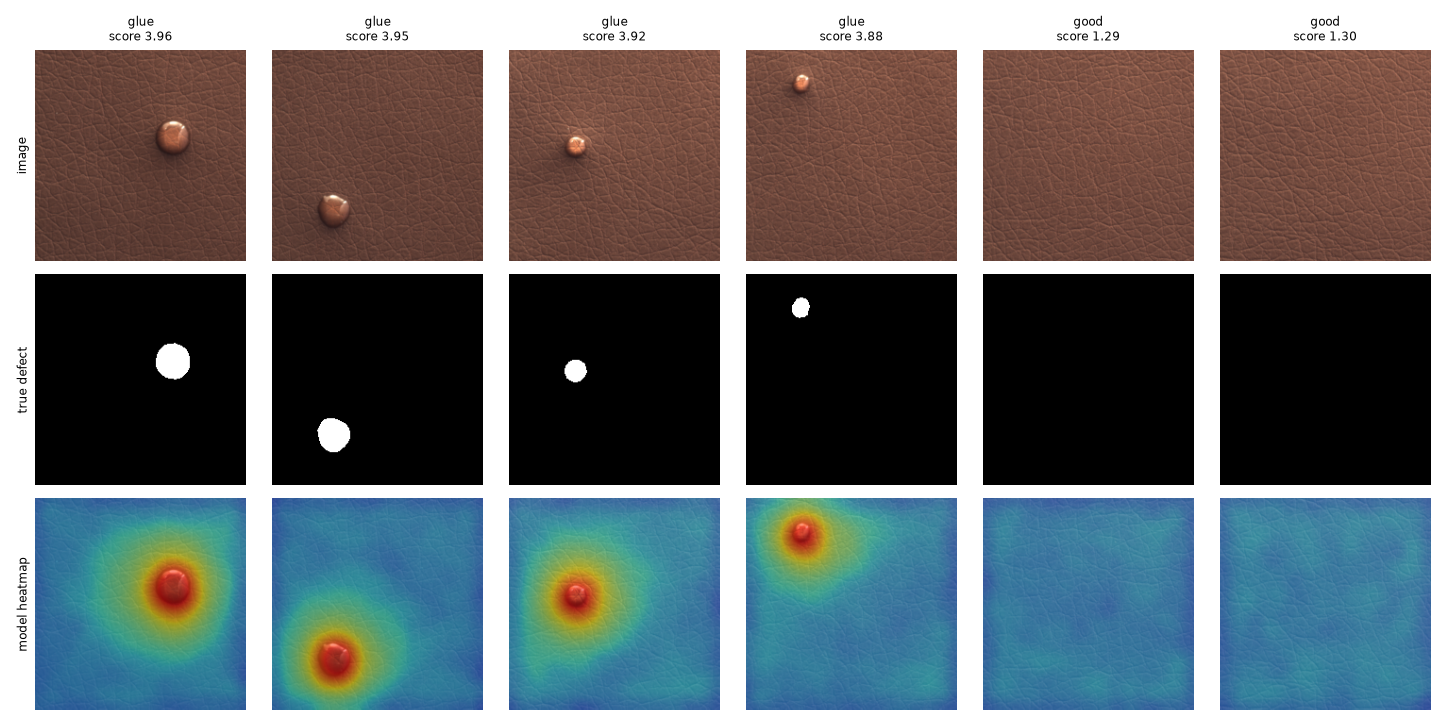 glue
score 3.96
glue
score 3.95
glue
score 3.92
glue
score 3.88
good
score 1.29
good
score 1.30
image
true defect
model heatmap